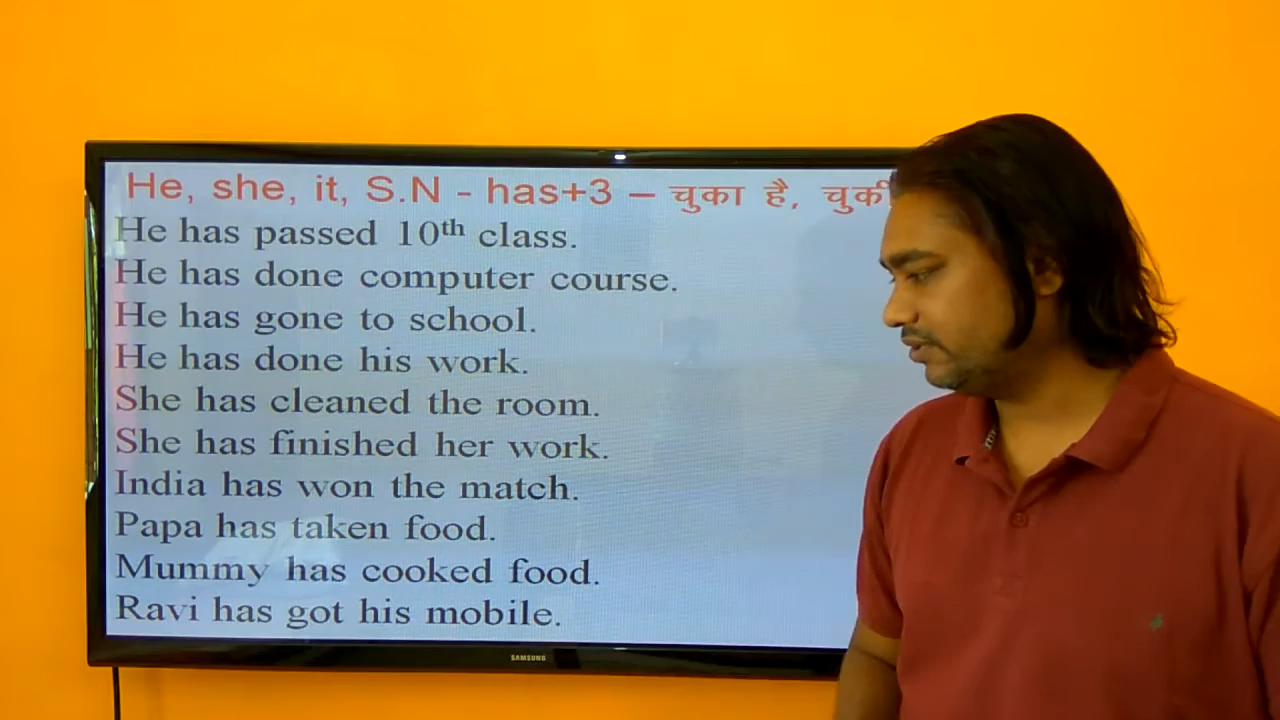 He, she, it, S.N - has+3 – चुका है, चुकी
He has passed 10th class.
He has done computer course.
He has gone to school.
He has done his work.
She has cleaned the room.
She has finished her work.
India has won the match.
Papa has taken food.
Mummy has cooked food.
Ravi has got his mobile.
SAMSUNG